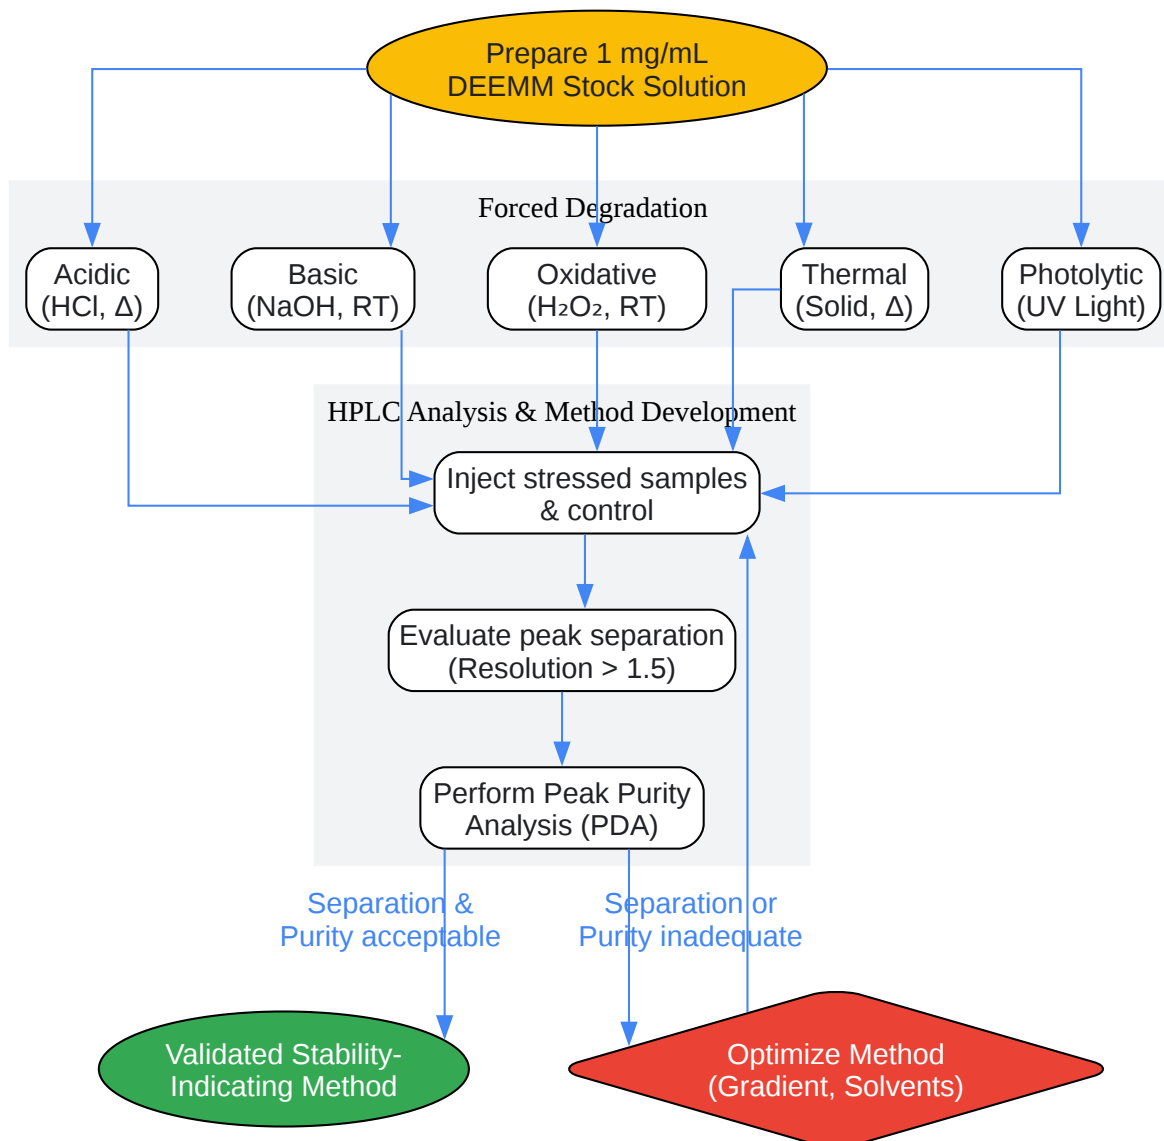 Prepare 1 mg/mL
DEEMM Stock Solution
Forced Degradation
Acidic
(HCl, Δ)
Basic
(NaOH, RT)
Oxidative
(H₂O₂, RT)
Thermal
(Solid, Δ)
Photolytic
(UV Light)
HPLC Analysis & Method Development
Inject stressed samples
& control
Evaluate peak separation
(Resolution > 1.5)
Perform Peak Purity
Analysis (PDA)
Separation &
Purity acceptable
Separation or
Purity inadequate
Validated Stability-
Indicating Method
Optimize Method
(Gradient, Solvents)